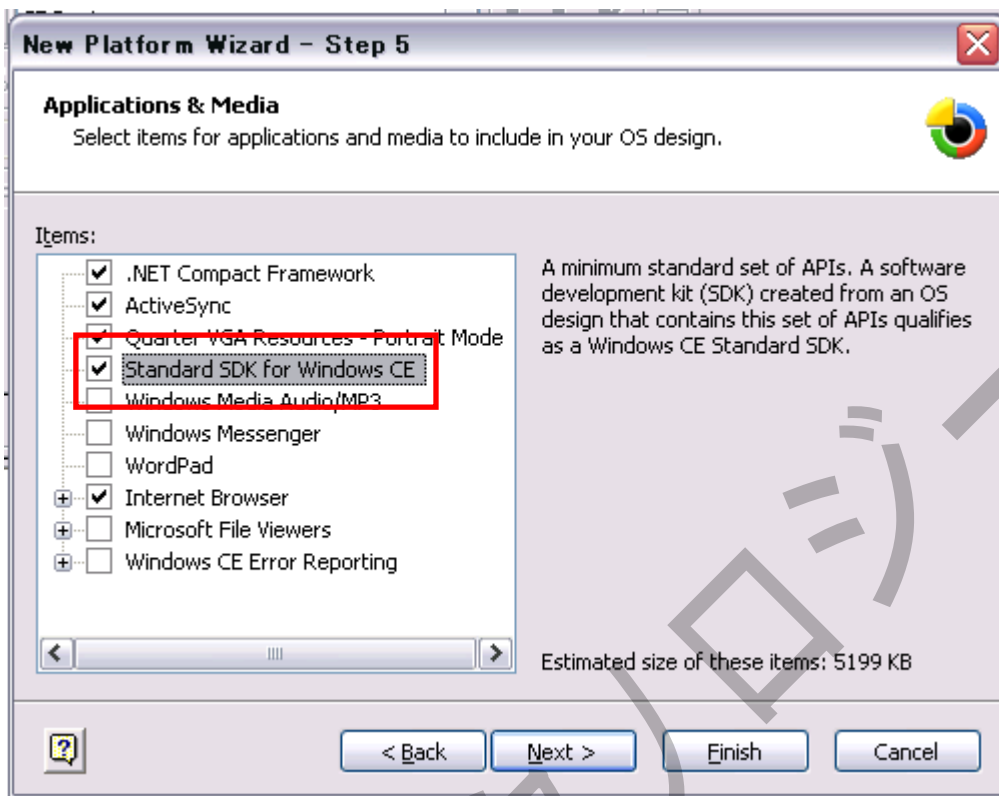 New Platform Wizard - Step 5
Applications & Media
Select items for applications and media to include in your OS design.
Items:
.NET Compact Framework
ActiveSync
Quarter VGA Resources - Portrait Mode
Standard SDK for Windows CE
Windows Media Audio/MP3
Windows Messenger
WordPad
Internet Browser
Microsoft File Viewers
Windows CE Error Reporting
A minimum standard set of APIs. A software
development kit (SDK) created from an OS
design that contains this set of APIs qualifies
as a Windows CE Standard SDK.
Estimated size of these items: 5199 KB
< Back
Next >
Finish
Cancel
ロジー